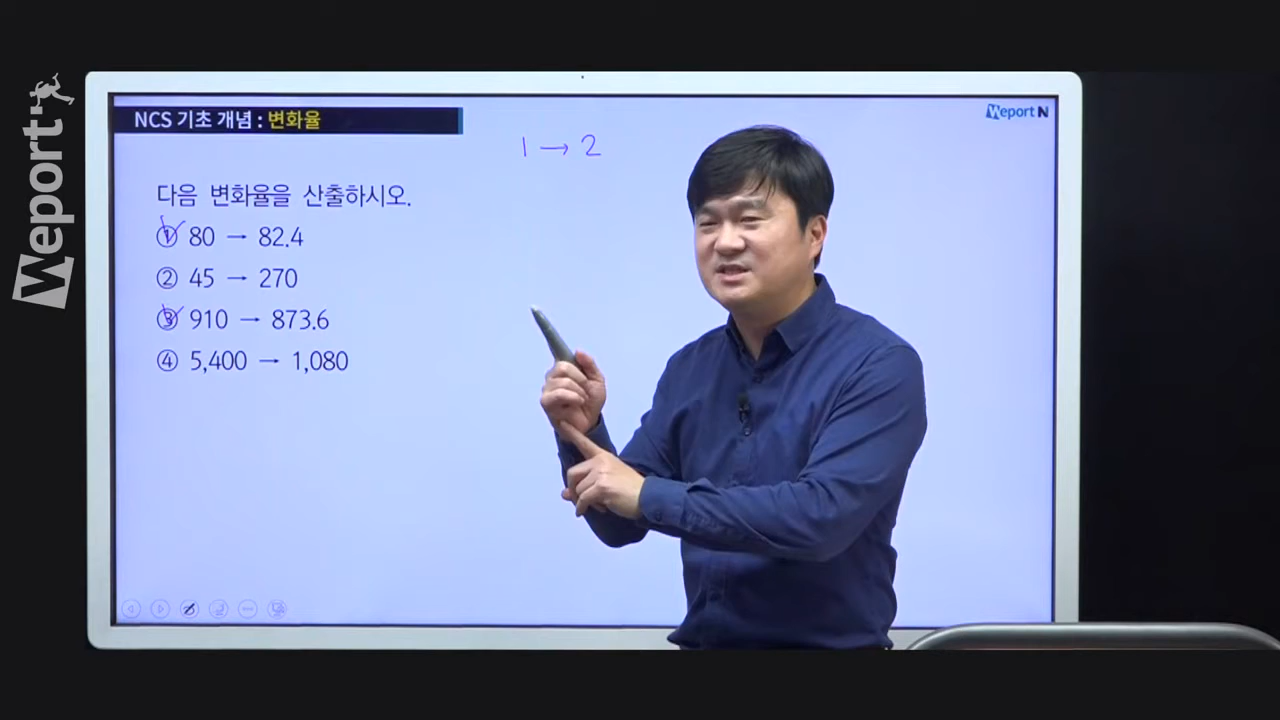 Weport
NCS 기초 개념 : 변화율
Weport N
1 → 2
다음 변화율을 산출하시오.
① 80 → 82.4
② 45 → 270
③ 910 → 873.6
④ 5,400 → 1,080